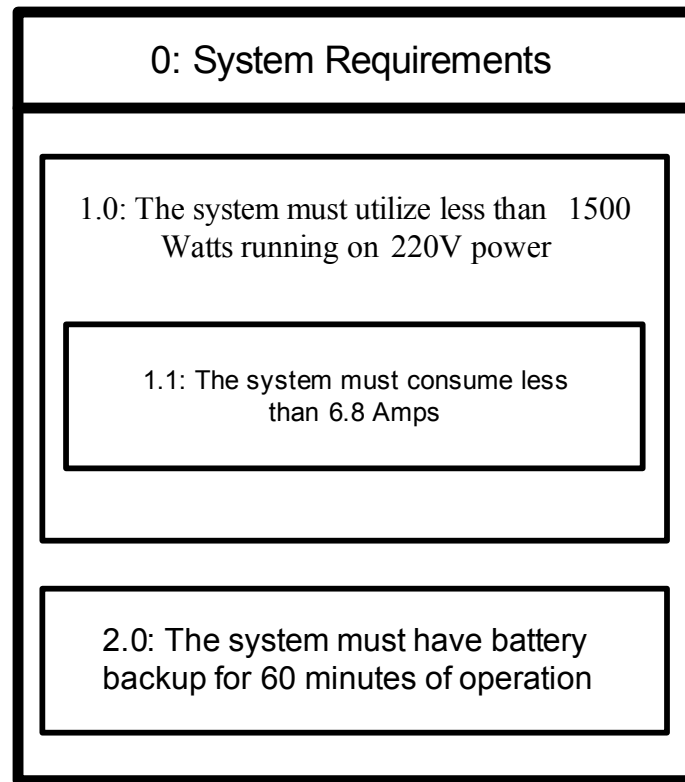 0: System Requirements
1.0: The system must utilize less than 1500
Watts running on 220V power
1.1: The system must consume less
than 6.8 Amps
2.0: The system must have battery
backup for 60 minutes of operation